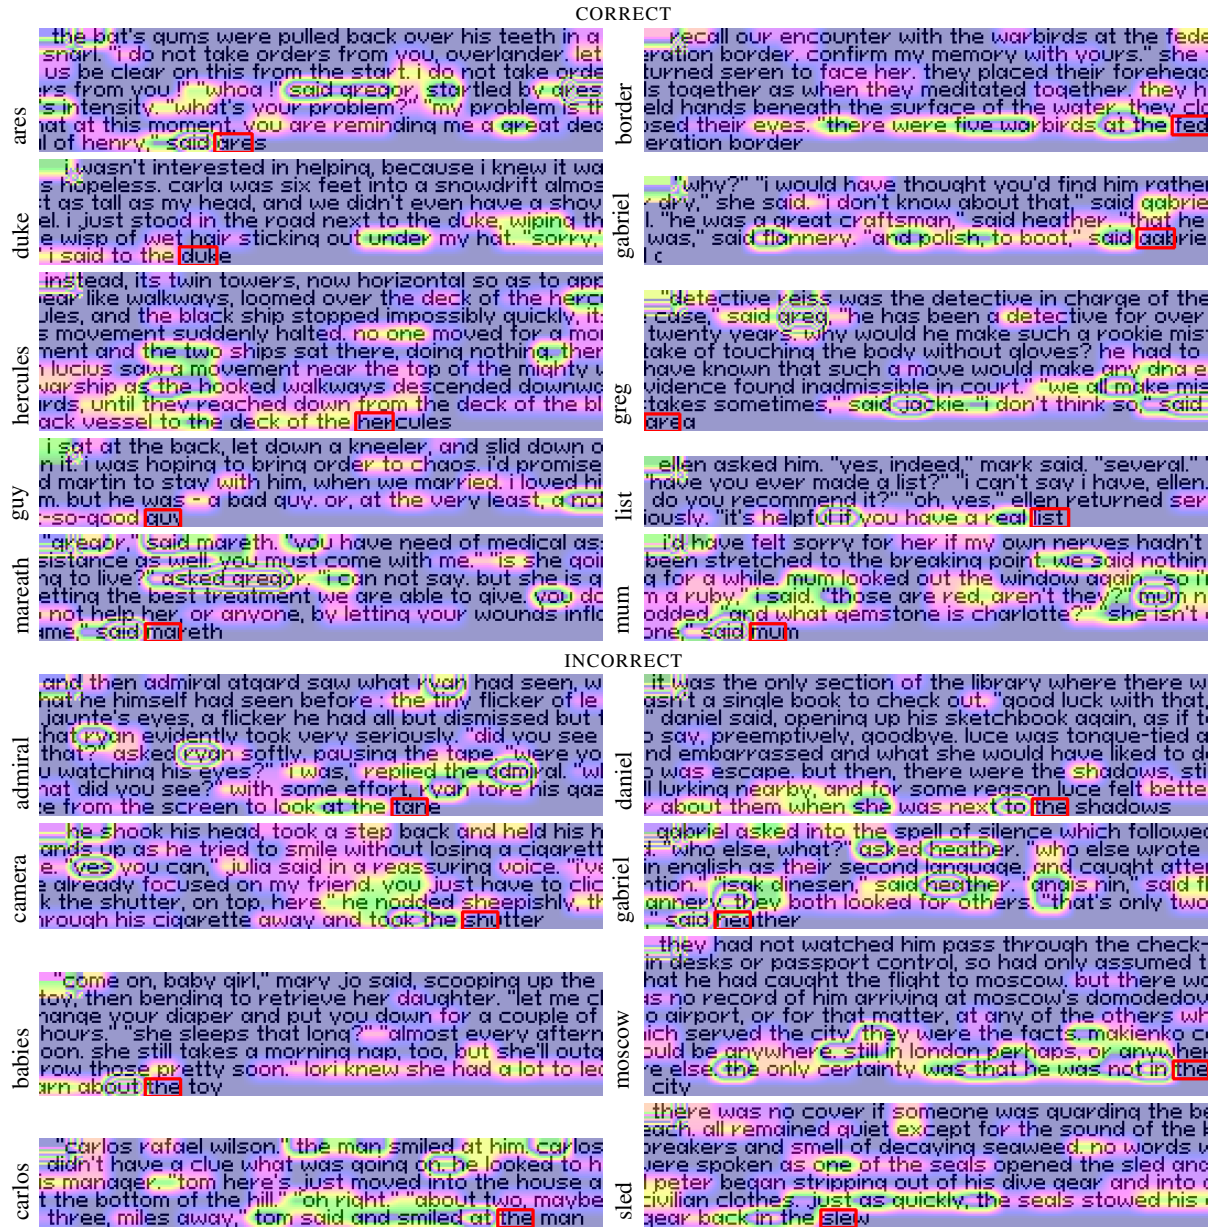 CORRECT
ares
the bat's gums were pulled back over his teeth in a
snarl. "i do not take orders from you, overlander. let
us be clear on this from the start. i do not take orde
rs from you." "whoa!" said gregor, startled by ares'
s intensity. "what's your problem?" "my problem is th
hat at this moment, you are reminding me a great dec
l of henry," said ares
border
recall our encounter with the warbirds at the fede
eration border. confirm my memory with yours." she
turned seren to face her. they placed their forehead
ls together as when they meditated together. they h
eld hands beneath the surface of the water. they clo
osed their eyes. "there were five warbirds at the fed
eration border
duke
i wasn't interested in helping, because i knew it wa
s hopeless. carla was six feet into a snowdrift almos
t as tall as my head, and we didn't even have a shov
el. i just stood in the road next to the duke, wiping th
e wisp of wet hair sticking out under my hat. "sorry,"
i said to the duke
gabriel
"why?" "i would have thought you'd find him rather
dry," she said. "i don't know about that," said gabrie
l. "he was a great craftsman," said heather. "that he
was," said flannery. "and polish, to boot," said gabrie
l c
hercules
instead, its twin towers, now horizontal so as to app
ear like walkways, loomed over the deck of the hercu
ules, and the black ship stopped impossibly quickly, it
s movement suddenly halted. no one moved for a mor
ment and the two ships sat there, doing nothing. then
n lucius saw a movement near the top of the mighty w
warship as the hooked walkways descended downwo
ards, until they reached down from the deck of the bl
ack vessel to the deck of the hercules
greg
"detective reiss was the detective in charge of the
case," said greg. "he has been a detective for over
twenty years. why would he make such a rookie mist
take of touching the body without gloves? he had to
have known that such a move would make any dna e
vidence found inadmissible in court." "we all make mis
takes sometimes," said jackie. "i don't think so," said
area
guy
i sat at the back, let down a kneeler, and slid down o
n it. i was hoping to bring order to chaos. i'd promise
d martin to stay with him, when we married. i loved hi
m. but he was - a bad guy. or, at the very least, a not
t-so-good guy
list
ellen asked him. "yes, indeed," mark said. "several."
"have you ever made a list?" "i can't say i have, ellen.
do you recommend it?" "oh, yes," ellen returned seri
iously. "it's helpful if you have a real list
mareath
"gregor," said mareth. "you have need of medical as
sistance as well. you must come with me." "is she goi
ng to live?" asked gregor. "i can not say. but she is g
etting the best treatment we are able to give. you do
not help her, or anyone, by letting your wounds infl
ame," said mareth
mum
i'd have felt sorry for her if my own nerves hadn't
been stretched to the breaking point. we said nothin
g for a while. mum looked out the window again. "so i'
m a ruby," i said. "those are red, aren't they?" mum n
odded. "and what gemstone is charlotte?" "she isn't
one," said mum
INCORRECT
admiral
and then admiral atgard saw what ryan had seen, w
hat he himself had seen before: the tiny flicker of le
jaunt's eyes, a flicker he had all but dismissed but t
hat ryan evidently took very seriously. "did you see
that?" asked ryan softly, pausing the tape. "were yo
u watching his eyes?" "i was," replied the admiral. "wl
hat did you see?" with some effort, ryan tore his gaz
ze from the screen to look at the tape
daniel
it was the only section of the library where there w
asn't a single book to check out. "good luck with that,
" daniel said, opening up his sketchbook again, as if t
o say, preemptively, goodbye. luce was tongue-tied a
nd embarrassed and what she would have liked to do
o was escape, but then, there were the shadows, sti
ll lurking nearby, and for some reason luce felt bette
r about them when she was next to the shadows
camera
he shook his head, took a step back and held his h
ands up as he tried to smile without losing a cigarett
e. "yes you can," julia said in a reassuring voice. "i've
e already focused on my friend. you just have to clic
k the shutter, on top, here." he nodded sheepishly, th
hrough his cigarette away and took the shutter
gabriel
gabriel asked into the spell of silence which followed
d. "who else, what?" asked heather. "who else wrote
in english as their second language, and caught atter
ntion. "isak dinesen," said heather. "anais nin," said fl
annery. they both looked for others. "that's only two
," said heather
babies
"come on, baby girl," mary jo said, scooping up the
toy then bending to retrieve her daughter. "let me cl
hange your diaper and put you down for a couple of
hours." "she sleeps that long?" "almost every aftern
oon. she still takes a morning nap, too, but she'll outg
row those pretty soon." lori knew she had a lot to lea
arn about the toy
moscow
they had not watched him pass through the check-
in desks or passport control, so had only assumed t
hat he had caught the flight to moscow. but there wa
as no record of him arriving at moscow's domodedov
o airport, or for that matter, at any of the others wh
nich served the city. they were the facts. makienko co
ould be anywhere. still in london perhaps, or anywher
re else. the only certainty was that he was not in the
city
carlos
"carlos rafael wilson." the man smiled at him. carlos
didn't have a clue what was going on. he looked to h
is manager. "tom here's just moved into the house a
t the bottom of the hill." "oh right." "about two, maybe
three, miles away," tom said and smiled at the man
sled
there was no cover if someone was guarding the be
each. all remained quiet except for the sound of the b
breakers and smell of decaying seaweed. no words w
were spoken as one of the seals opened the sled and
peter began stripping out of his dive gear and into c
civilian clothes. just as quickly, the seals stowed his
gear back in the slew